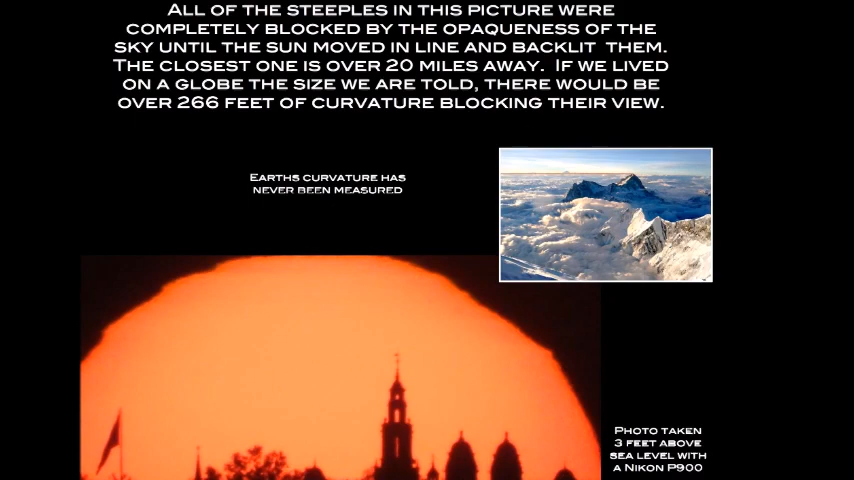 All of the steeples in this picture were
completely blocked by the opaqueness of the
sky until the sun moved in line and backlit them.
The closest one is over 20 miles away. If we lived
on a globe the size we are told, there would be
over 266 feet of curvature blocking their view.
Earths curvature has
never been measured
Photo taken
3 feet above
sea level with
a Nikon P900